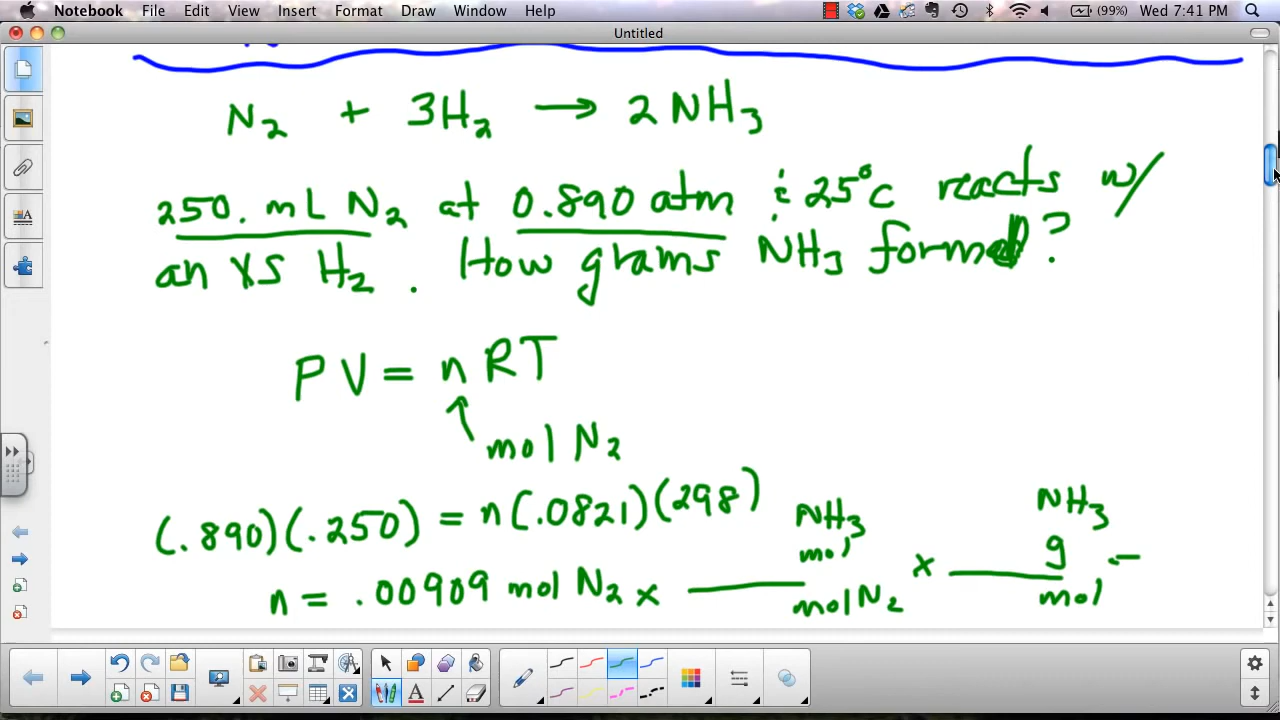 Notebook File Edit View Insert Format Draw Window Help (99%) Wed 7:41 PM
Untitled
N₂ + 3H₂ → 2NH₃
250. mL N₂ at 0.890 atm & 25°C reacts w/
an XS H₂. How grams NH₃ formed?
PV = nRT
mol N₂
(.890)(.250) = n(.0821)(298)
NH₃ NH₃
mol g
n = .00909 mol N₂ x x =
mol N₂ mol
A